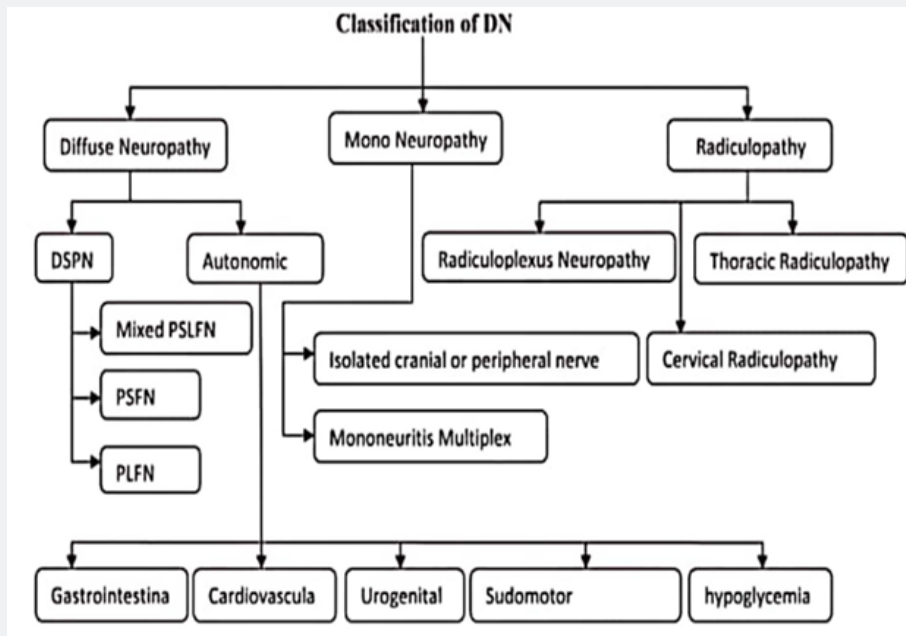 Classification of DN
Diffuse Neuropathy
Mono Neuropathy
Radiculopathy
DSPN
Autonomic
Radiculoplexus Neuropathy
Thoracic Radiculopathy
Mixed PSLFN
Isolated cranial or peripheral nerve
Cervical Radiculopathy
PSFN
Mononeuritis Multiplex
PLFN
Gastrointestina
Cardiovascula
Urogenital
Sudomotor
hypoglycemia